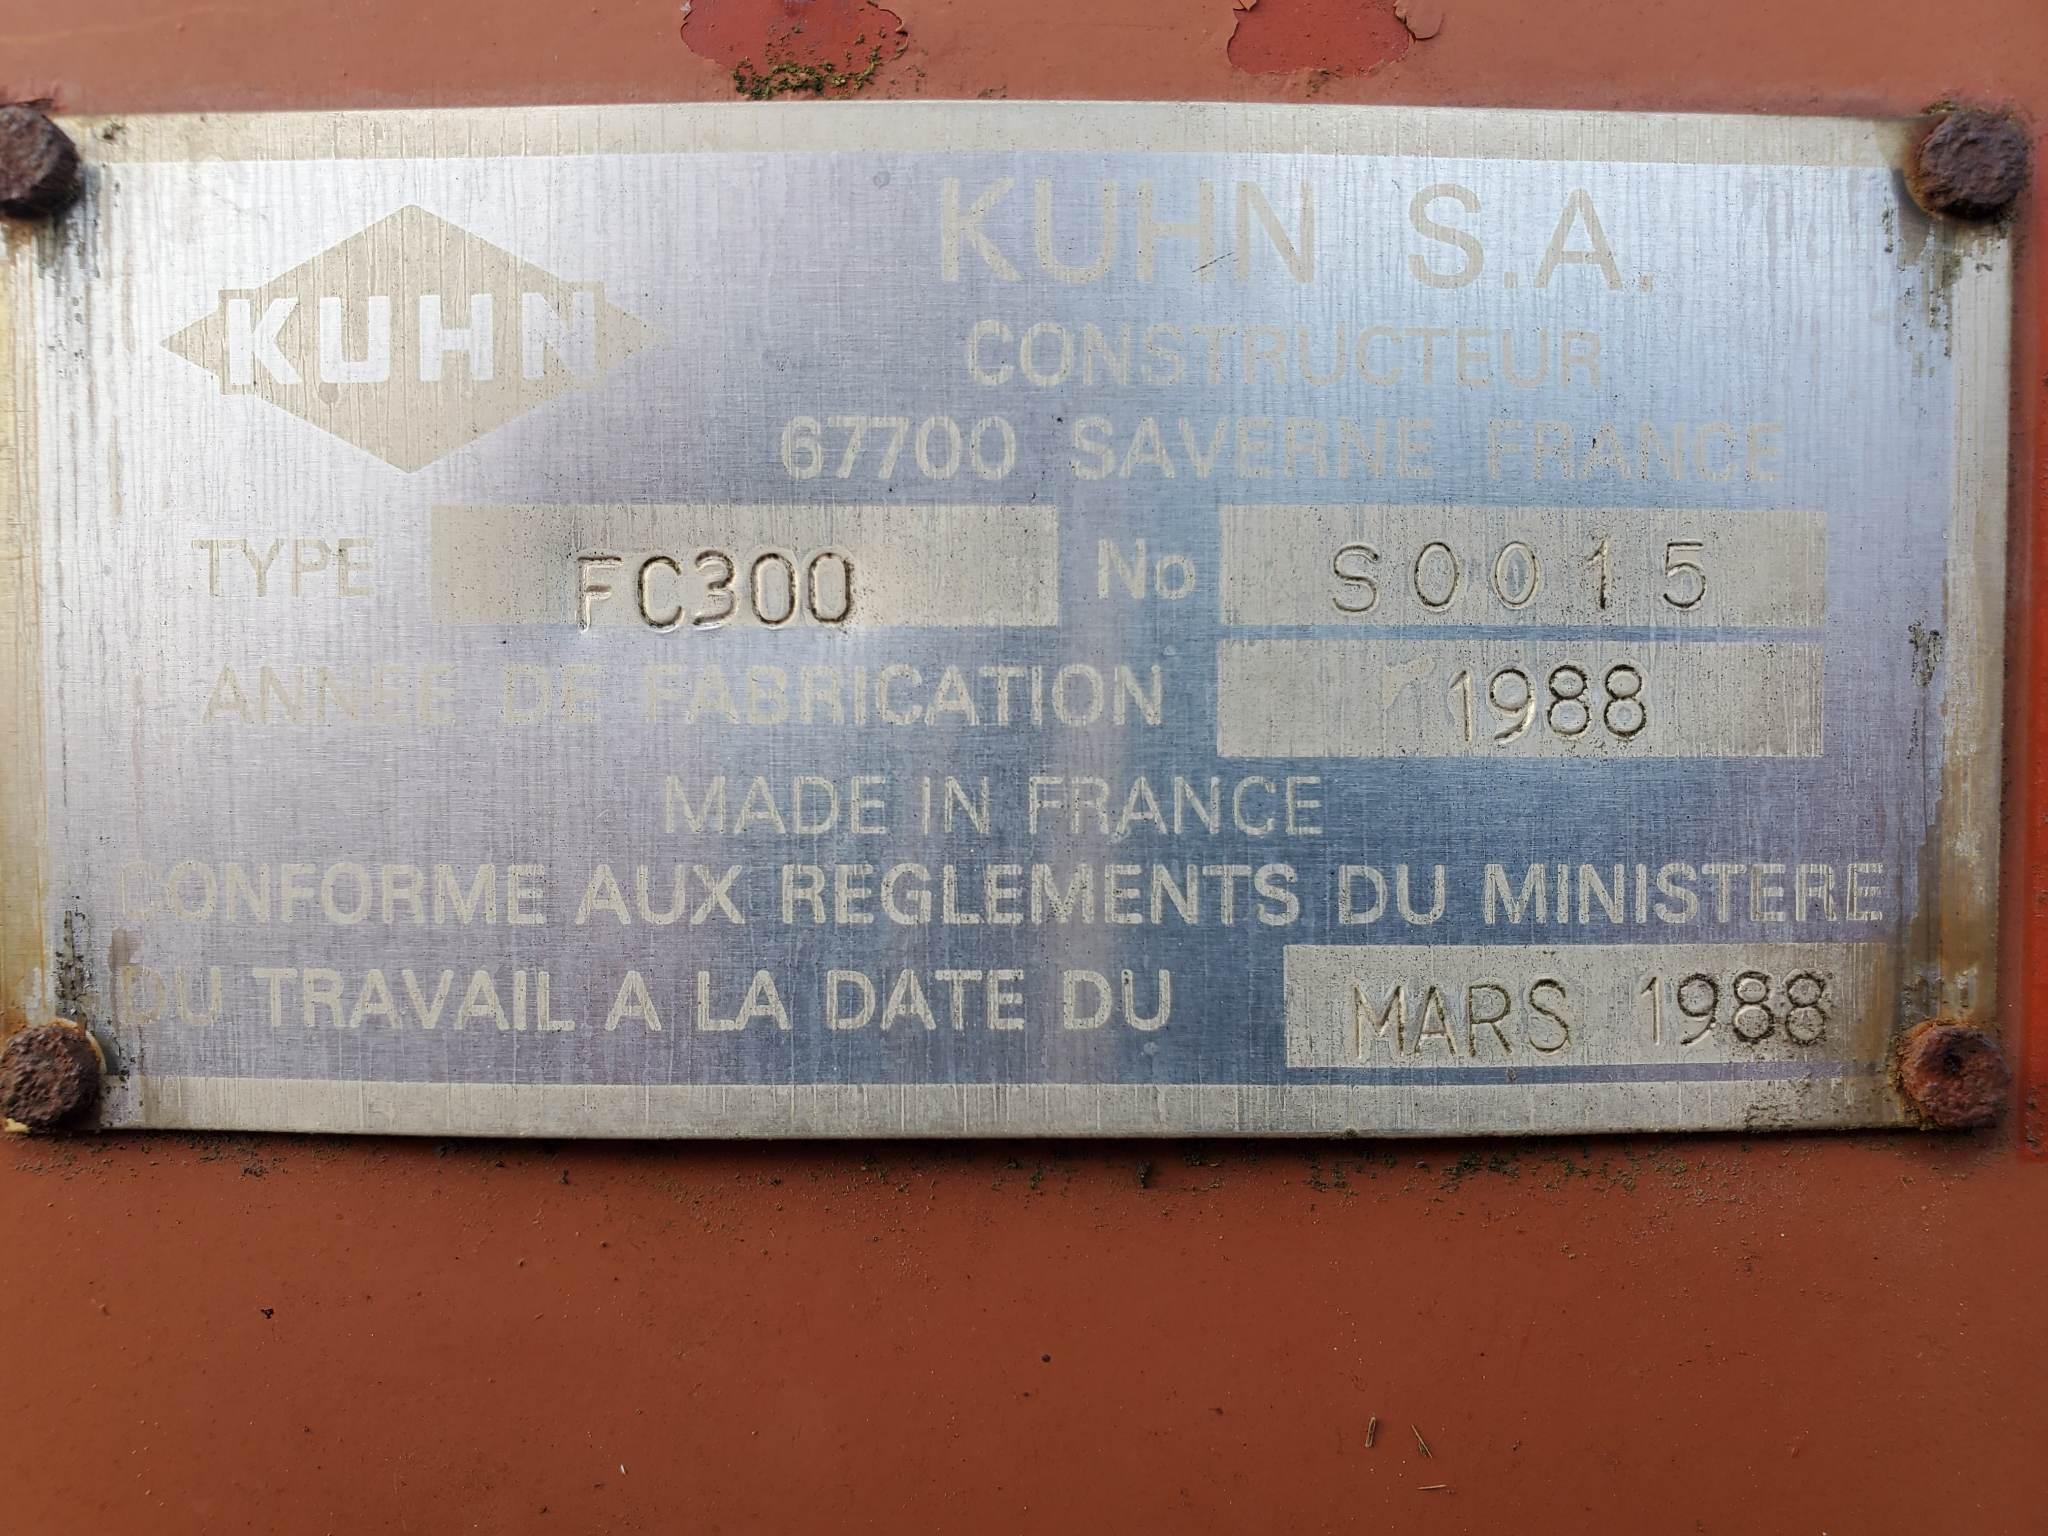 KUHN
KUHN S.A.
CONSTRUCTEUR
67700 SAVERNE FRANCE
TYPE FC300 No S0015
ANNEE DE FABRICATION 1988
MADE IN FRANCE
CONFORME AUX REGLEMENTS DU MINISTERE
DU TRAVAIL A LA DATE DU MARS 1988